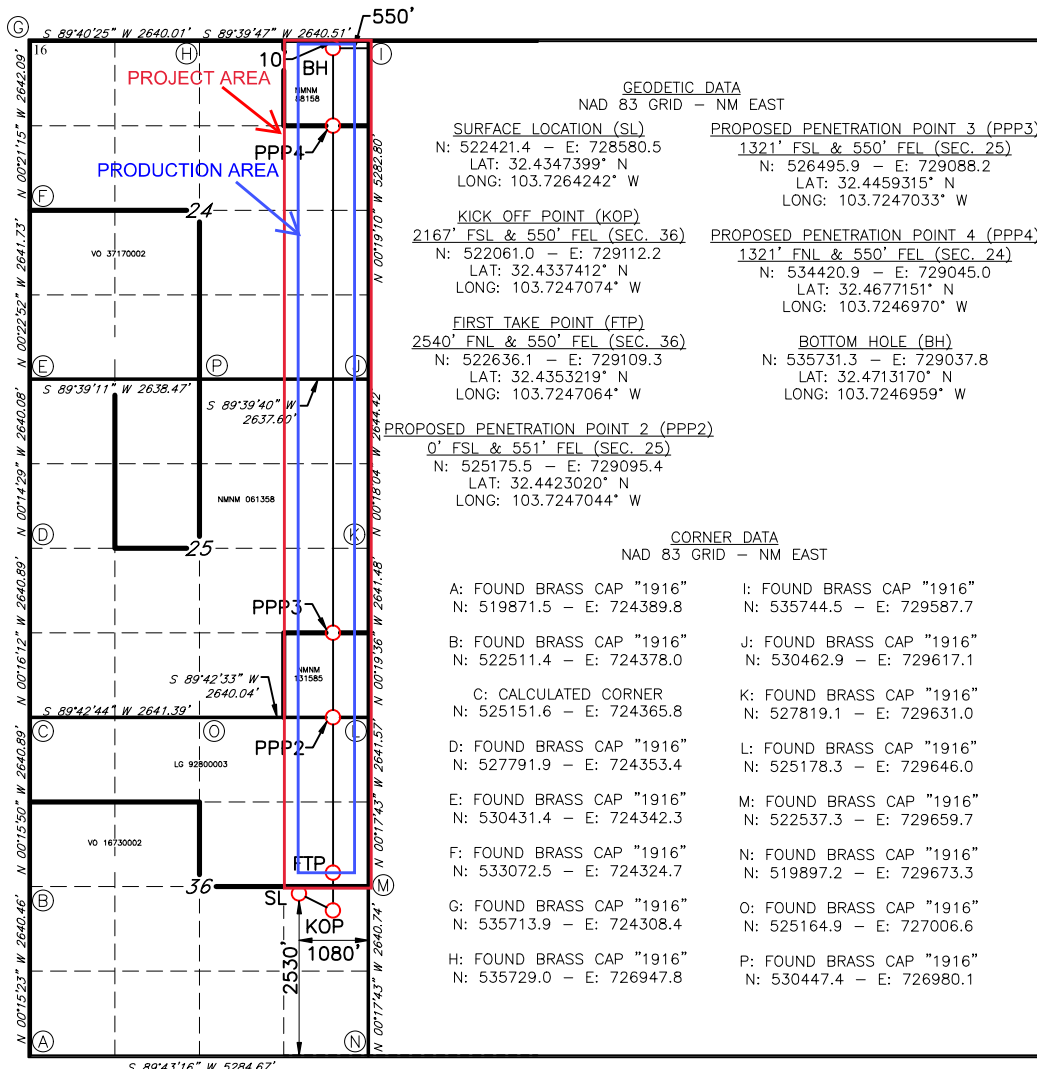 G
S 89°40'25" W 2640.01'
S 89°39'47" W 2640.51'
550'
16
H
10'
BH
I
PROJECT AREA
NMNM
88158
PPP4
PRODUCTION AREA
N 00°21'15" W 2642.09'
N 00°19'10" W 5282.80'
F
24
VO 37170002
N 00°22'52" W 2641.73'
E
P
J
S 89°39'11" W 2638.47'
S 89°39'40" W
2637.60'
N 00°14'29" W 2640.08'
N 00°18'04" W 2644.42
NMNM 061358
D
25
K
PPP3
N 00°16'12" W 2640.89'
N 00°19'36" W 2641.48'
NMNM
131585
S 89°42'33" W
2640.04'
S 89°42'44" W 2641.39'
C
O
L
PPP2
LG 92800003
N 00°15'50" W 2640.89'
N 00°17'43" W 2641.57'
VO 16730002
FTP
36
M
B
SL
KOP
1080'
2530'
N 00°15'23" W 2640.46'
N 00°17'43" W 2640.74'
A
N
S 89°43'16" W 5284.67'
GEODETIC DATA
NAD 83 GRID – NM EAST
SURFACE LOCATION (SL)
N: 522421.4 – E: 728580.5
LAT: 32.4347399° N
LONG: 103.7264242° W
KICK OFF POINT (KOP)
2167' FSL & 550' FEL (SEC. 36)
N: 522061.0 – E: 729112.2
LAT: 32.4337412° N
LONG: 103.7247074° W
FIRST TAKE POINT (FTP)
2540' FNL & 550' FEL (SEC. 36)
N: 522636.1 – E: 729109.3
LAT: 32.4353219° N
LONG: 103.7247064° W
PROPOSED PENETRATION POINT 2 (PPP2)
0' FSL & 551' FEL (SEC. 25)
N: 525175.5 – E: 729095.4
LAT: 32.4423020° N
LONG: 103.7247044° W
PROPOSED PENETRATION POINT 3 (PPP3)
1321' FSL & 550' FEL (SEC. 25)
N: 526495.9 – E: 729088.2
LAT: 32.4459315° N
LONG: 103.7247033° W
PROPOSED PENETRATION POINT 4 (PPP4)
1321' FNL & 550' FEL (SEC. 24)
N: 534420.9 – E: 729045.0
LAT: 32.4677151° N
LONG: 103.7246970° W
BOTTOM HOLE (BH)
N: 535731.3 – E: 729037.8
LAT: 32.4713170° N
LONG: 103.7246959° W
CORNER DATA
NAD 83 GRID – NM EAST
A: FOUND BRASS CAP "1916"
N: 519871.5 – E: 724389.8
B: FOUND BRASS CAP "1916"
N: 522511.4 – E: 724378.0
C: CALCULATED CORNER
N: 525151.6 – E: 724365.8
D: FOUND BRASS CAP "1916"
N: 527791.9 – E: 724353.4
E: FOUND BRASS CAP "1916"
N: 530431.4 – E: 724342.3
F: FOUND BRASS CAP "1916"
N: 533072.5 – E: 724324.7
G: FOUND BRASS CAP "1916"
N: 535713.9 – E: 724308.4
H: FOUND BRASS CAP "1916"
N: 535729.0 – E: 726947.8
I: FOUND BRASS CAP "1916"
N: 535744.5 – E: 729587.7
J: FOUND BRASS CAP "1916"
N: 530462.9 – E: 729617.1
K: FOUND BRASS CAP "1916"
N: 527819.1 – E: 729631.0
L: FOUND BRASS CAP "1916"
N: 525178.3 – E: 729646.0
M: FOUND BRASS CAP "1916"
N: 522537.3 – E: 729659.7
N: FOUND BRASS CAP "1916"
N: 519897.2 – E: 729673.3
O: FOUND BRASS CAP "1916"
N: 525164.9 – E: 727006.6
P: FOUND BRASS CAP "1916"
N: 530447.4 – E: 726980.1